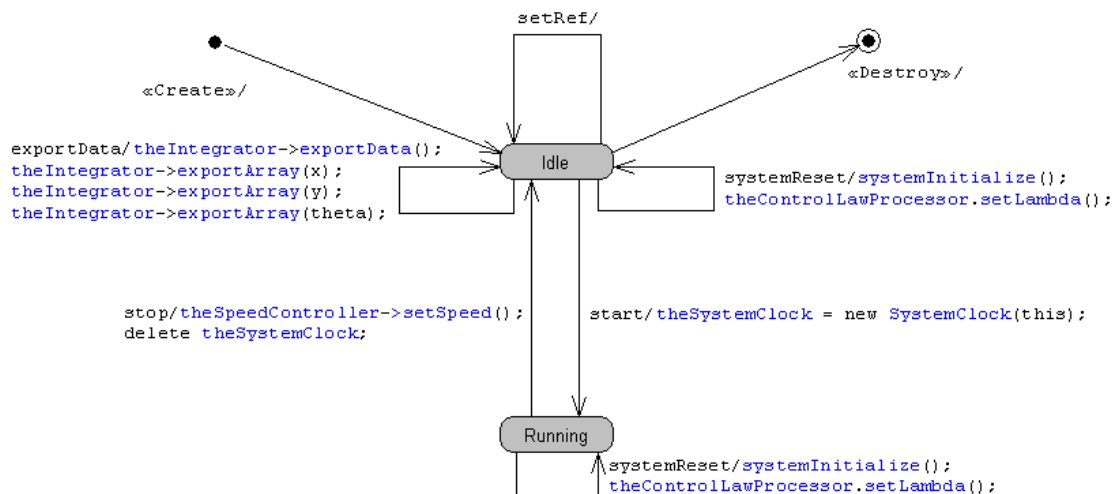 setRef/
«Create»/
«Destroy»/
exportData/theIntegrator->exportData();
theIntegrator->exportArray(x);
theIntegrator->exportArray(y);
theIntegrator->exportArray(theta);
Idle
systemReset/systemInitialize();
theControlLawProcessor.setLambda();
stop/theSpeedController->setSpeed();
delete theSystemClock;
start/theSystemClock = new SystemClock(this);
Running
systemReset/systemInitialize();
theControlLawProcessor.setLambda();